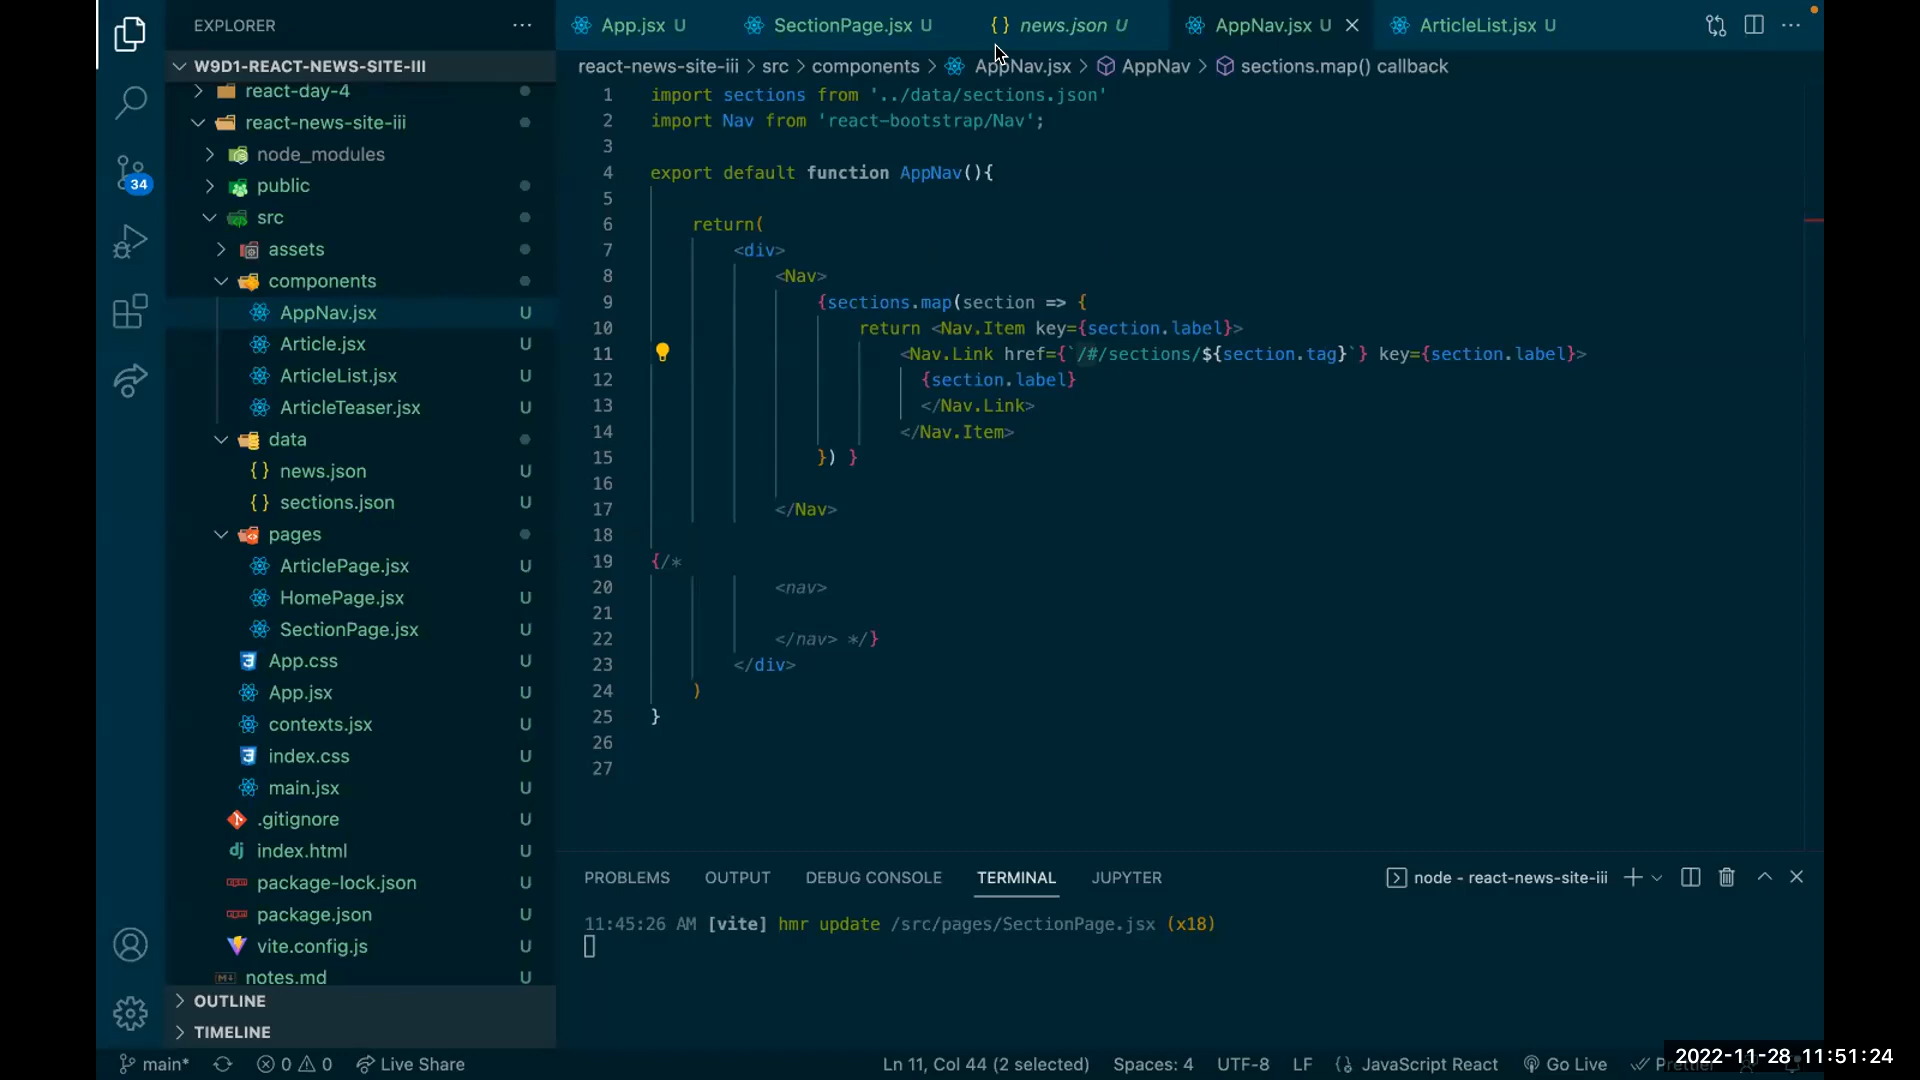 EXPLORER
W9D1-REACT-NEWS-SITE-III
react-day-4
react-news-site-iii
node_modules
public
src
assets
components
AppNav.jsx U
Article.jsx U
ArticleList.jsx U
ArticleTeaser.jsx U
data
news.json U
sections.json U
pages
ArticlePage.jsx U
HomePage.jsx U
SectionPage.jsx U
App.css U
App.jsx U
contexts.jsx U
index.css U
main.jsx U
.gitignore U
index.html U
package-lock.json U
package.json U
vite.config.js U
notes.md U
OUTLINE
TIMELINE
34
App.jsx U SectionPage.jsx U {} news.json U AppNav.jsx U ArticleList.jsx U
react-news-site-iii > src > components > AppNav.jsx > AppNav > sections.map() callback
1 import sections from '../data/sections.json'
2 import Nav from 'react-bootstrap/Nav';
3
4 export default function AppNav(){
5
6 return(
7 <div>
8 <Nav>
9 {sections.map(section => {
10 return <Nav.Item key={section.label}>
11 <Nav.Link href={`/#/sections/${section.tag}`} key={section.label}>
12 {section.label}
13 </Nav.Link>
14 </Nav.Item>
15 }) }
16
17 </Nav>
18
19 {/*
20 <nav>
21
22 </nav> */}
23 </div>
24 )
25 }
26
27
PROBLEMS OUTPUT DEBUG CONSOLE TERMINAL JUPYTER node - react-news-site-iii
11:45:26 AM [vite] hmr update /src/pages/SectionPage.jsx (x18)
main* 0 0 Live Share Ln 11, Col 44 (2 selected) Spaces: 4 UTF-8 LF JavaScript React Go Live
2022-11-28 11:51:24